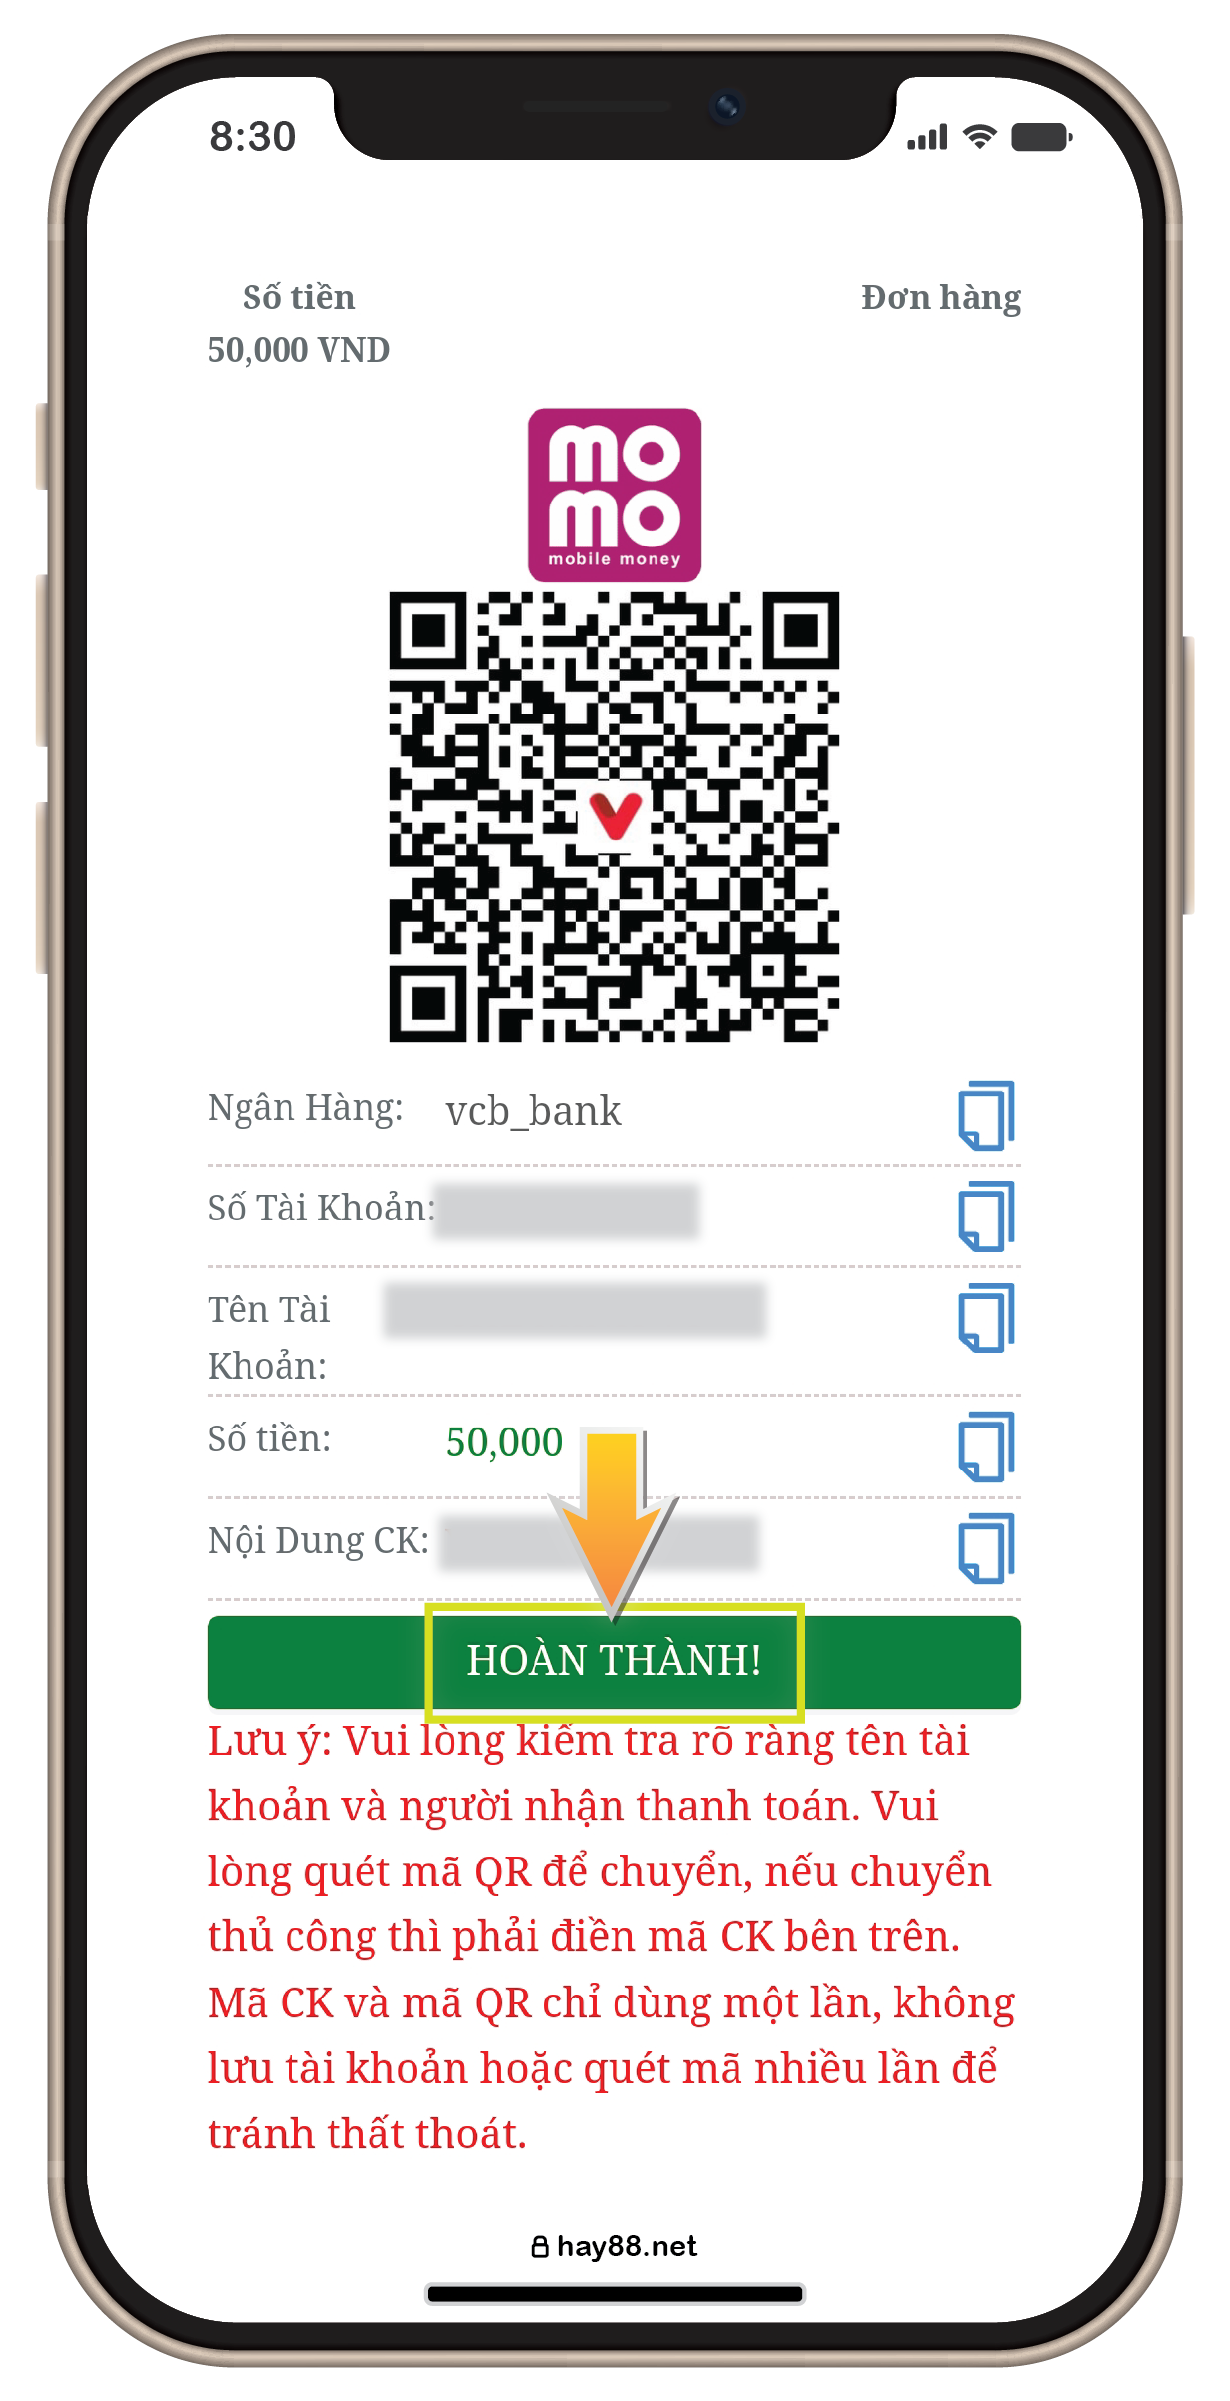 8:30
Số tiền
Đơn hàng
50,000 VND
mo
mo
mobile money
Ngân Hàng: vcb_bank
Số Tài Khoản:
Tên Tài
Khoản:
Số tiền: 50,000
Nội Dung CK:
HOÀN THÀNH!
Lưu ý: Vui lòng kiểm tra rõ ràng tên tài
khoản và người nhận thanh toán. Vui
lòng quét mã QR để chuyển, nếu chuyển
thủ công thì phải điền mã CK bên trên.
Mã CK và mã QR chỉ dùng một lần, không
lưu tài khoản hoặc quét mã nhiều lần để
tránh thất thoát.
hay88.net